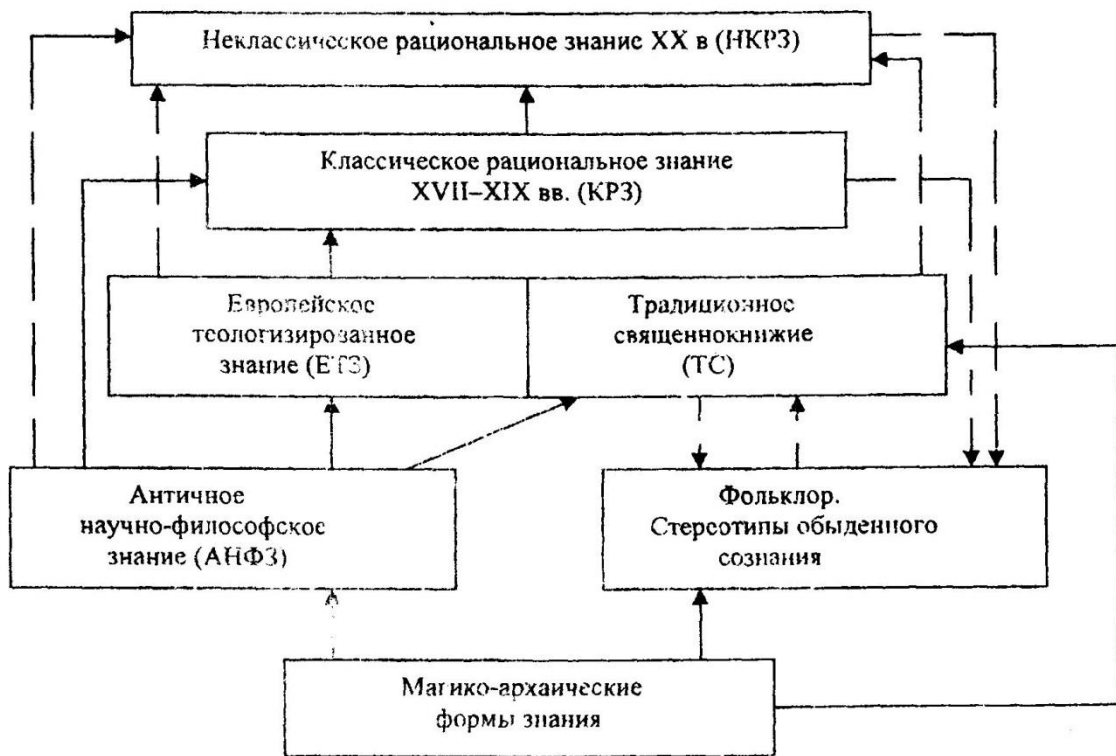 Неклассическое рациональное знание XX в (НКРЗ)
Классическое рациональное знание
XVII–XIX вв. (КРЗ)
Европейское
теологизированное
знание (ЕТЗ)
Традиционное
священнокнижие
(ТС)
Античное
научно-философское
знание (АНФЗ)
Фольклор.
Стереотипы обыденного
сознания
Магико-архаические
формы знания